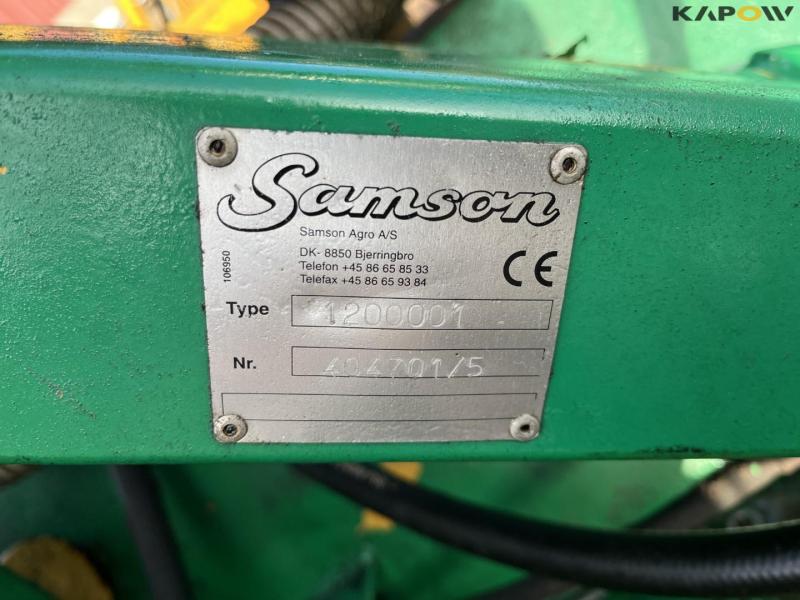 KAPOW
Samson
Samson Agro A/S
DK- 8850 Bjerringbro
Telefon +45 86 65 85 33
Telefax +45 86 65 93 84
CE
106950
Type 1200001
Nr. 404701/5